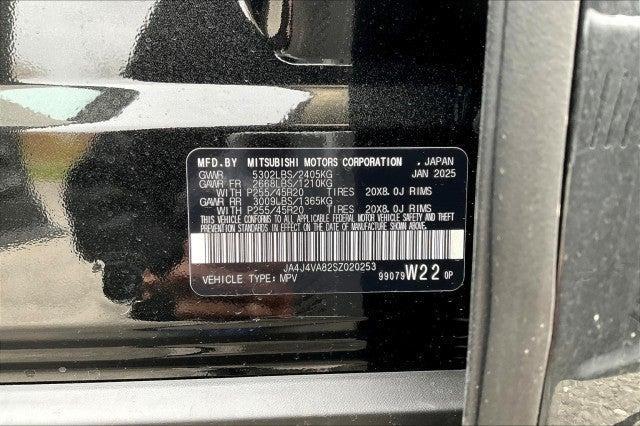 MFD.BY MITSUBISHI MOTORS CORPORATION . JAPAN
GVWR 5302LBS/2405KG JAN 2025
GAWR FR 2668LBS/1210KG
WITH P255/45R20 TIRES 20X8.0J RIMS
GAWR RR 3009LBS/1365KG
WITH P255/45R20 TIRES 20X8.0J RIMS
THIS VEHICLE CONFORMS TO ALL APPLICABLE FEDERAL MOTOR VEHICLE SAFETY AND THEFT
PREVENTION STANDARDS IN EFFECT ON THE DATE OF MANUFACTURE SHOWN ABOVE.
JA4J4VA82SZ020253
VEHICLE TYPE: MPV 99079 W22 0P